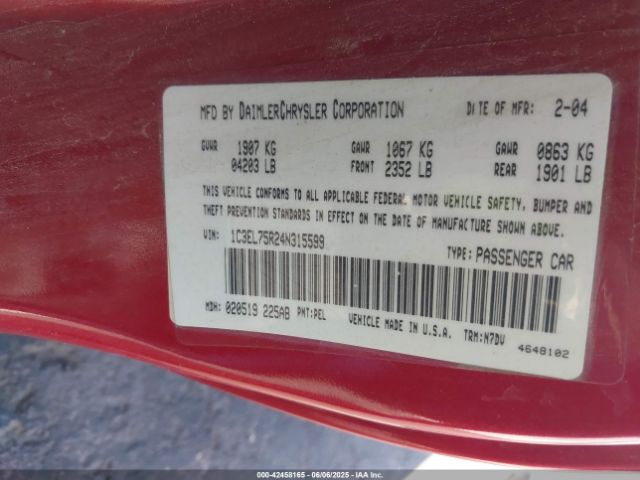 MFD BY DAIMLERCHRYSLER CORPORATION DATE OF MFR: 2-04
GVWR 1907 KG GAWR 1067 KG GAWR 0863 KG
04203 LB FRONT 2352 LB REAR 1901 LB
THIS VEHICLE CONFORMS TO ALL APPLICABLE FEDERAL MOTOR VEHICLE SAFETY, BUMPER AND
THEFT PREVENTION STANDARDS IN EFFECT ON THE DATE OF MANUFACTURE SHOWN ABOVE.
VIN: 1C3EL75R24N315599 TYPE: PASSENGER CAR
MDH: 020519 225AB PNT:PEL VEHICLE MADE IN U.S.A. TRM:N7DV
4648102
000-42458165 - 06/06/2025 - IAA Inc.